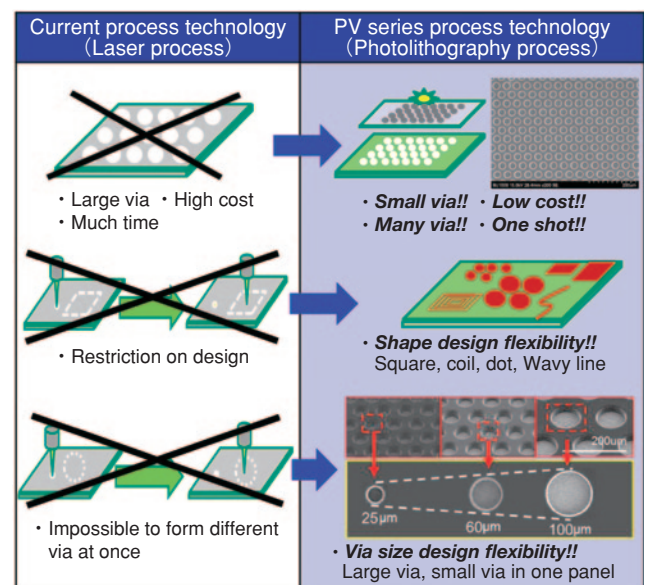 Current process technology
（Laser process）
PV series process technology
（Photolithography process）
・Large via ・High cost
・Much time
・Small via!! ・Low cost!!
・Many via!! ・One shot!!
・Restriction on design
・Shape design flexibility!!
Square, coil, dot, Wavy line
200um
25μm
60μm
100μm
・Impossible to form different
via at once
・Via size design flexibility!!
Large via, small via in one panel